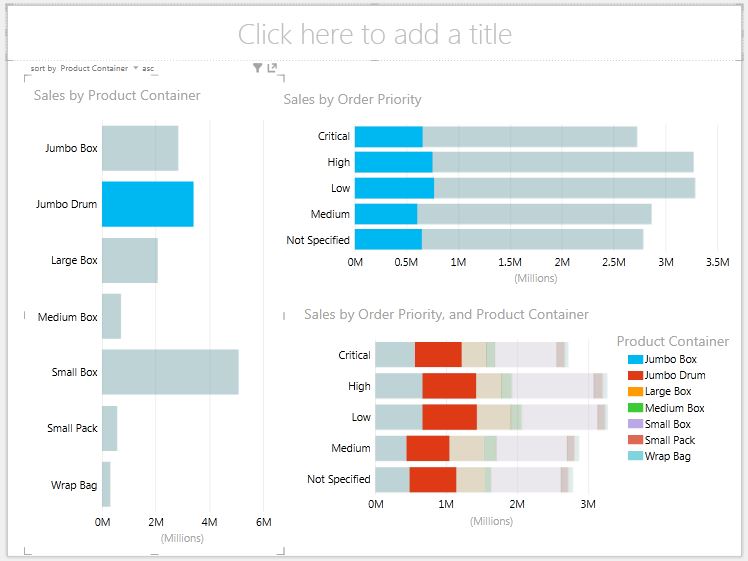 Click here to add a title
sort by Product Container asc
Sales by Product Container
Jumbo Box
Jumbo Drum
Large Box
Medium Box
Small Box
Small Pack
Wrap Bag
0M 2M 4M 6M
(Millions)
Sales by Order Priority
Critical
High
Low
Medium
Not Specified
0M 0.5M 1M 1.5M 2M 2.5M 3M 3.5M
(Millions)
Sales by Order Priority, and Product Container
Critical
High
Low
Medium
Not Specified
0M 1M 2M 3M
(Millions)
Product Container
Jumbo Box
Jumbo Drum
Large Box
Medium Box
Small Box
Small Pack
Wrap Bag